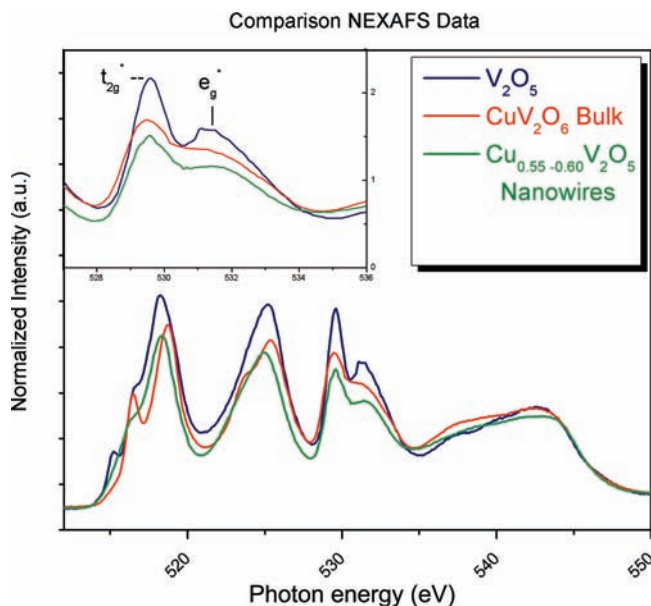 Comparison NEXAFS Data
t2g*
eg*
2
1
0
528 530 532 534 536
V2O5
CuV2O6 Bulk
Cu0.55-0.60V2O5
Nanowires
Normalized Intensity (a.u.)
520 530 540 550
Photon energy (eV)